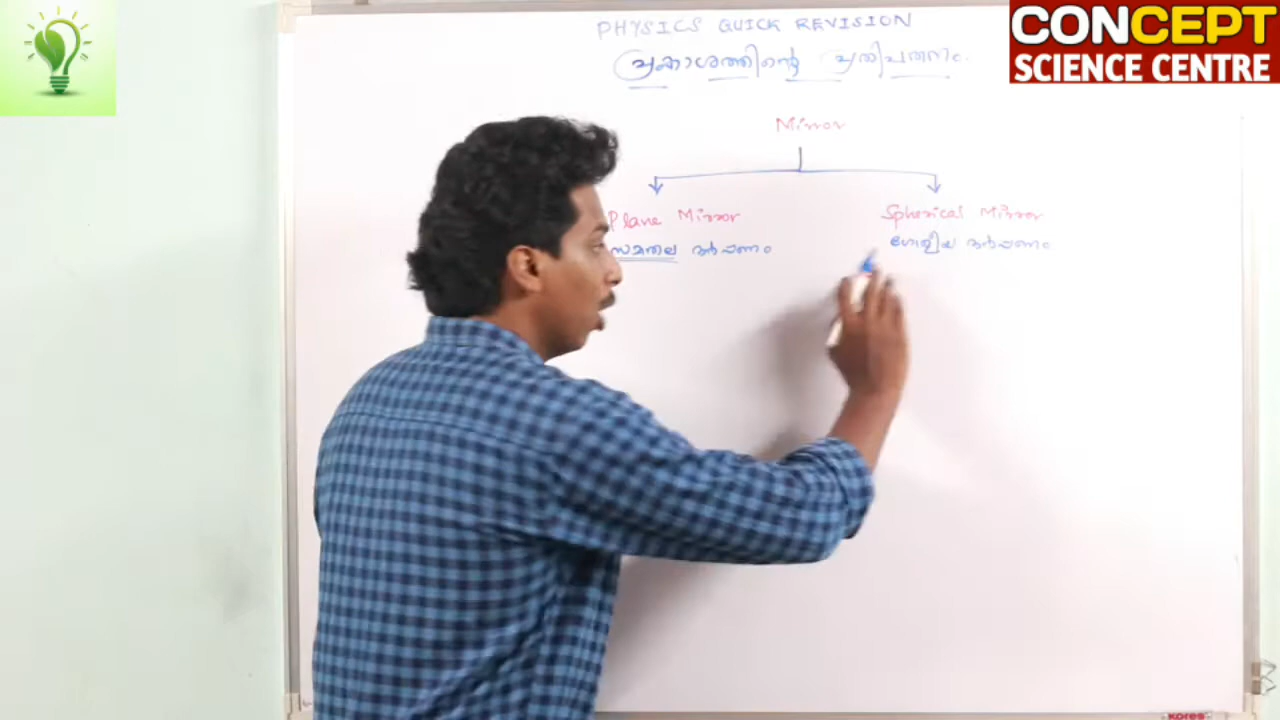 PHYSICS QUICK REVISION
പ്രകാശത്തിന്റെ പ്രതിപതനം.
CONCEPT
SCIENCE CENTRE
Mirror
Plane Mirror
Spherical Mirror
സമതല ദർപ്പണം
ഗോളീയ ദർപ്പണം
kores